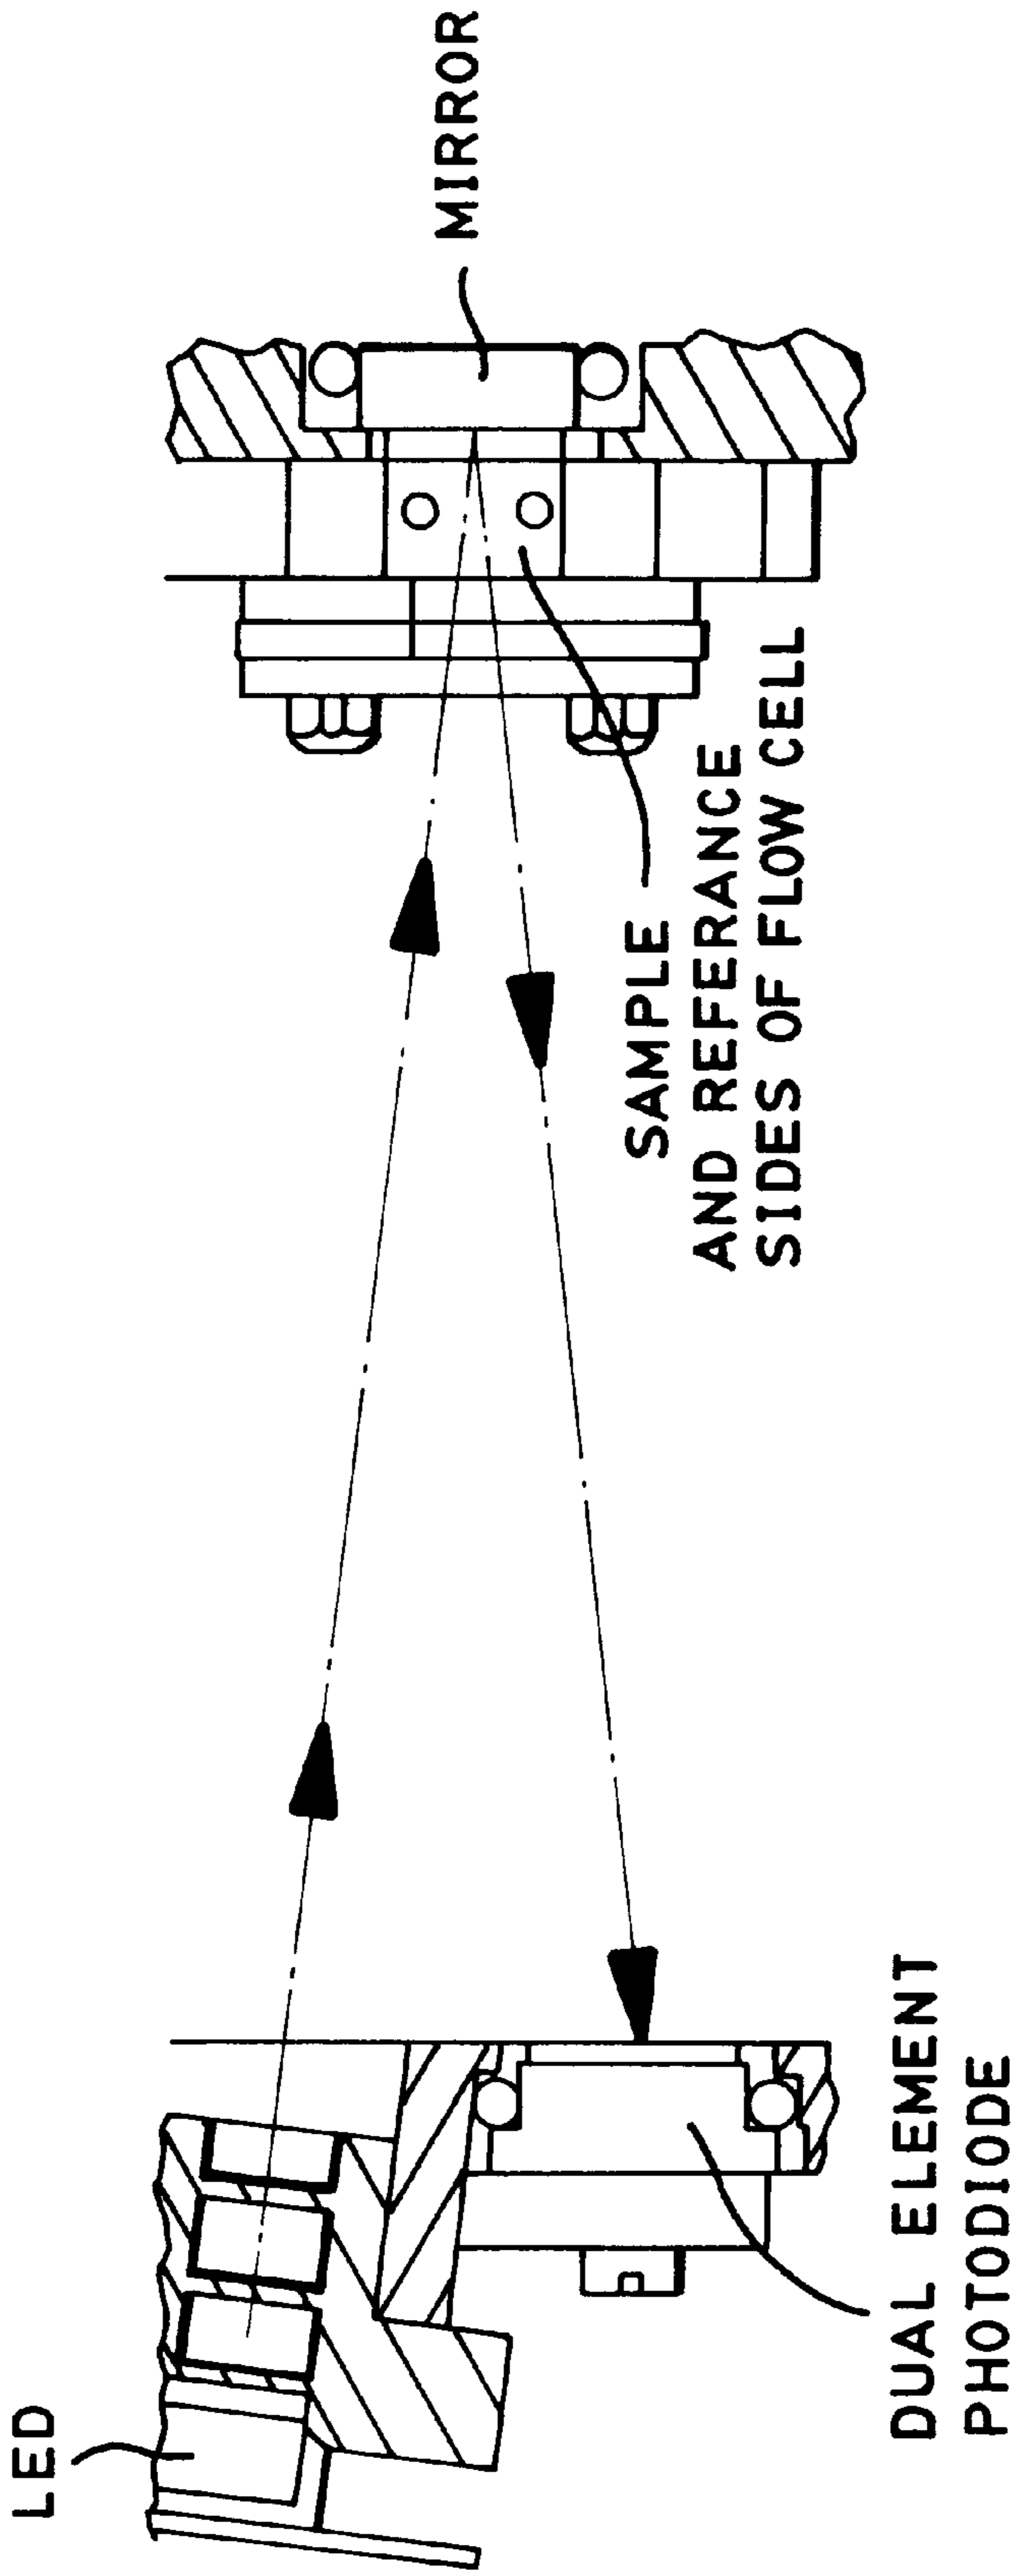 LED
MIRROR
SAMPLE
AND REFERANCE
SIDES OF FLOW CELL
DUAL ELEMENT
PHOTODIODE